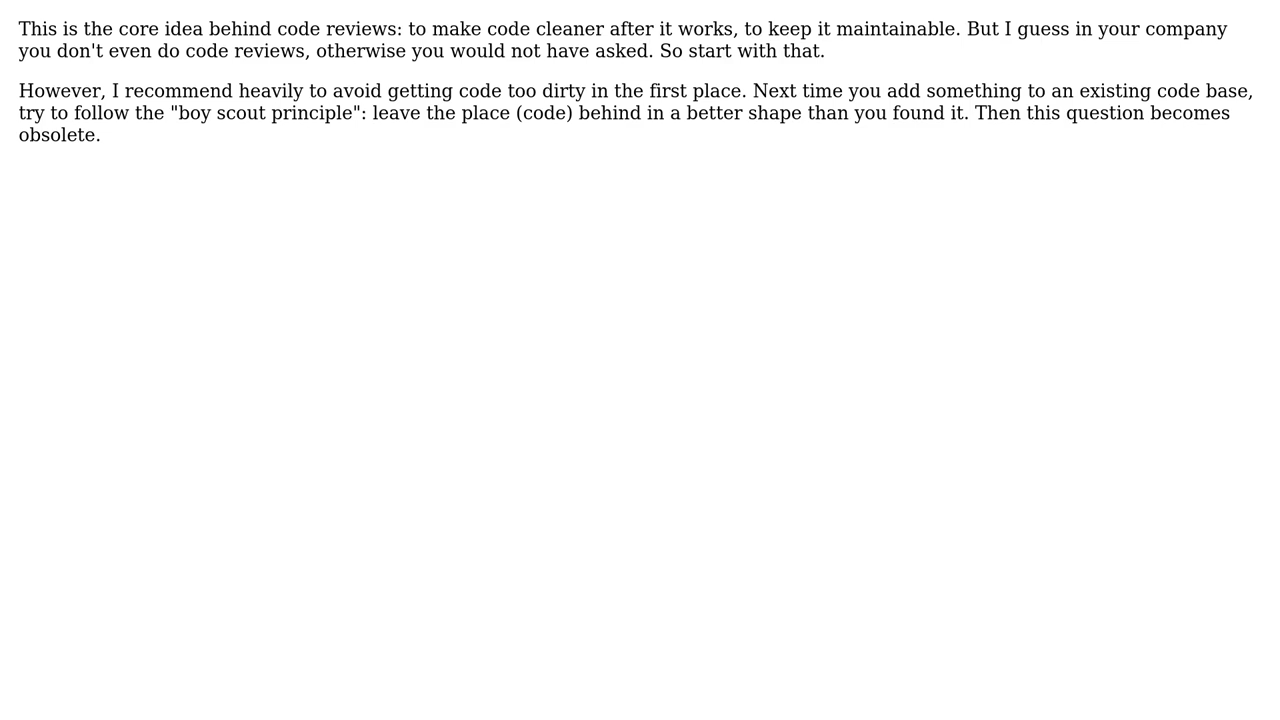 This is the core idea behind code reviews: to make code cleaner after it works, to keep it maintainable. But I guess in your company
you don't even do code reviews, otherwise you would not have asked. So start with that.
However, I recommend heavily to avoid getting code too dirty in the first place. Next time you add something to an existing code base,
try to follow the "boy scout principle": leave the place (code) behind in a better shape than you found it. Then this question becomes
obsolete.